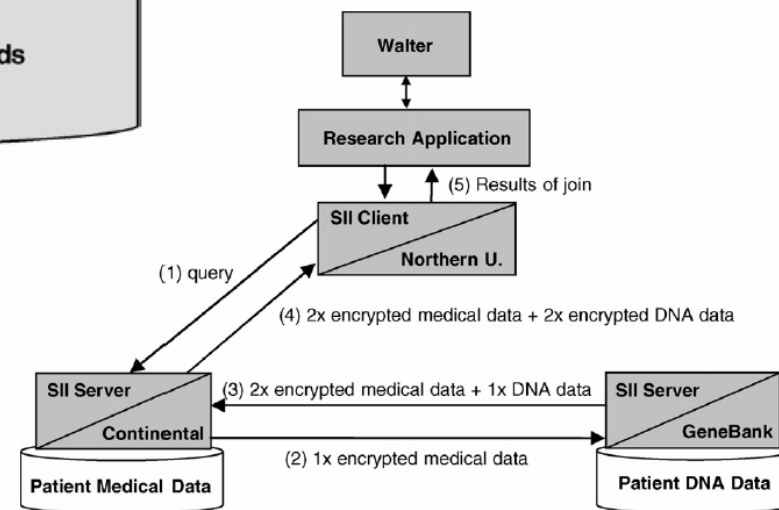 Walter
Research Application
(5) Results of join
SII Client
Northern U.
(1) query
(4) 2x encrypted medical data + 2x encrypted DNA data
SII Server
Continental
(3) 2x encrypted medical data + 1x DNA data
SII Server
GeneBank
(2) 1x encrypted medical data
Patient Medical Data
Patient DNA Data